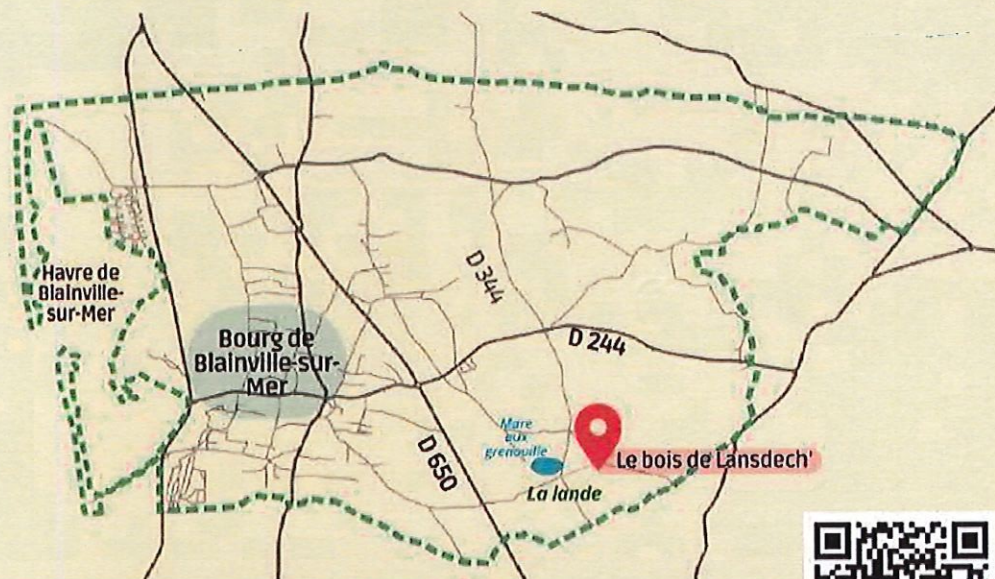 D 344
Havre de
Blainville-
sur-Mer
Bourg de
Blainville-sur-
Mer
D 244
Mare
aux
grenouille
D 650
Le bois de Lansdech'
La lande